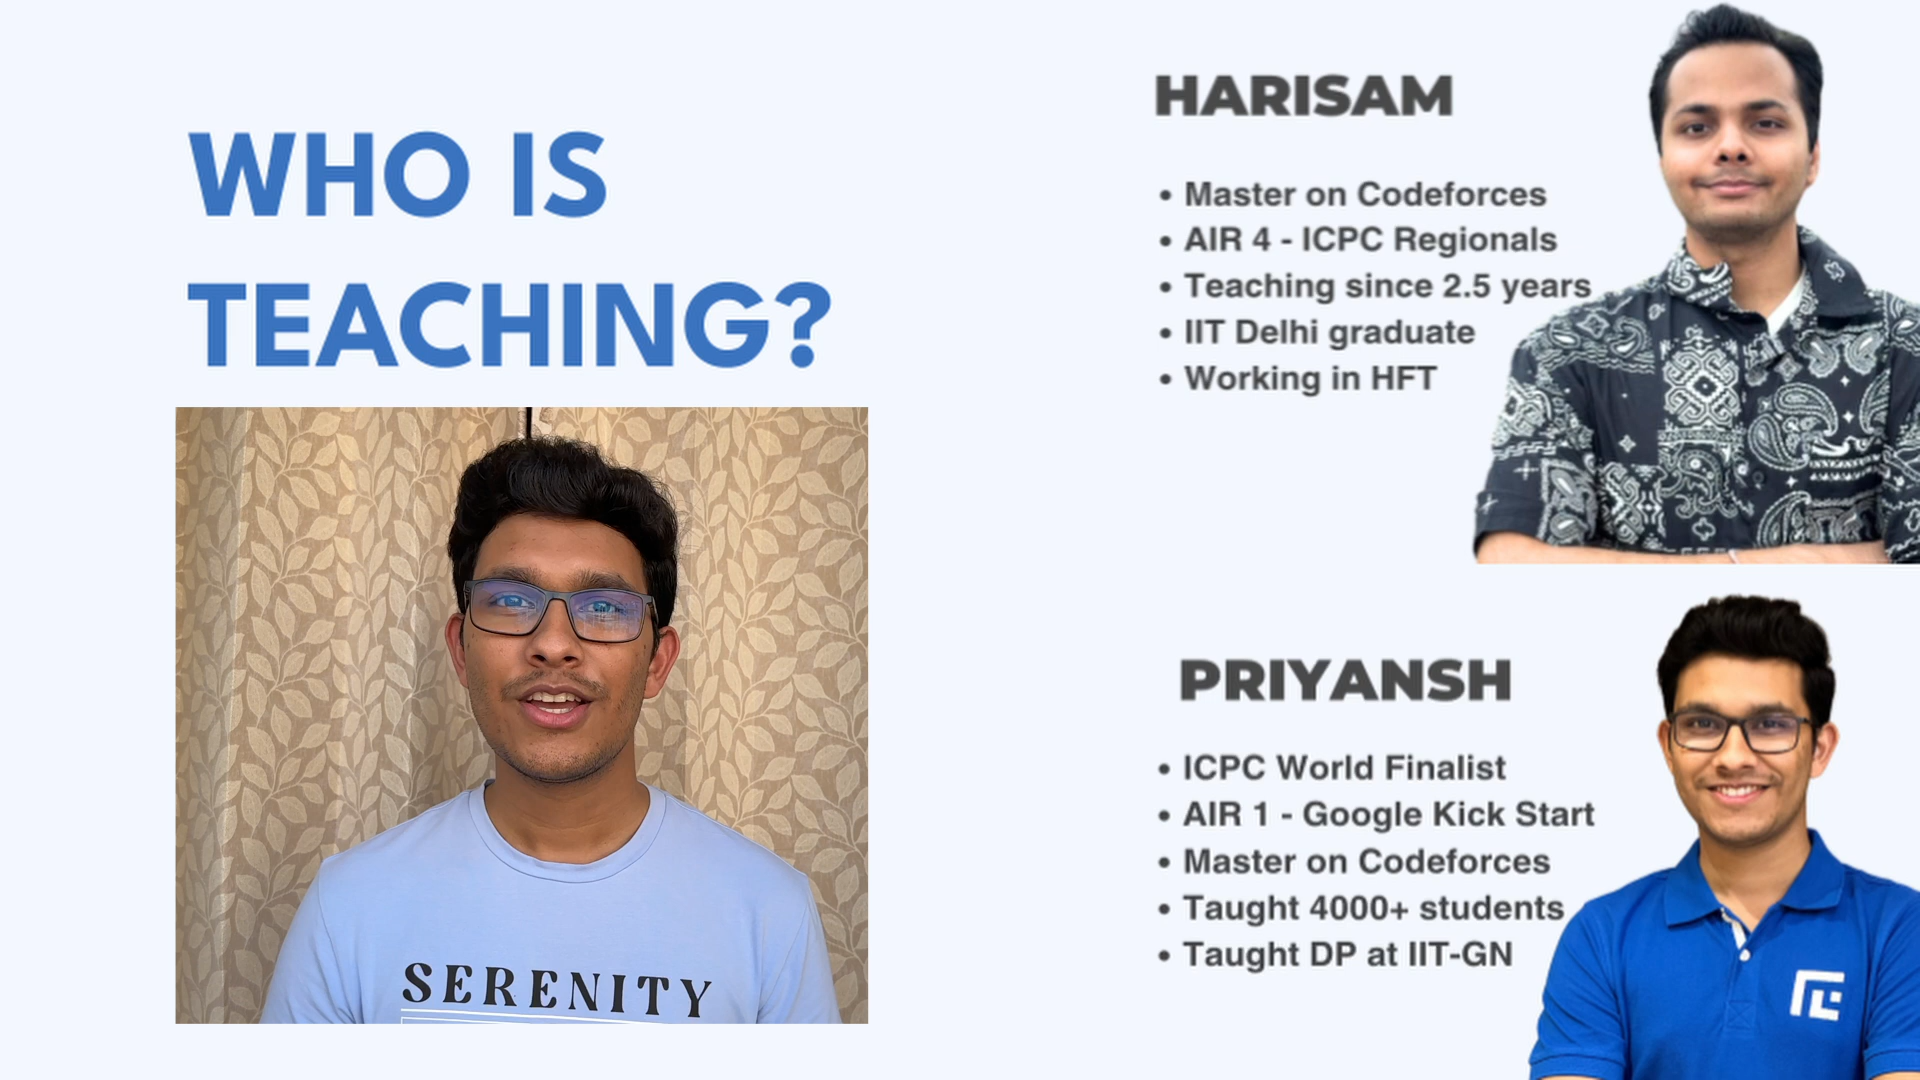 WHO IS
TEACHING?
SERENITY
HARISAM
• Master on Codeforces
• AIR 4 - ICPC Regionals
• Teaching since 2.5 years
• IIT Delhi graduate
• Working in HFT
PRIYANSH
• ICPC World Finalist
• AIR 1 - Google Kick Start
• Master on Codeforces
• Taught 4000+ students
• Taught DP at IIT-GN